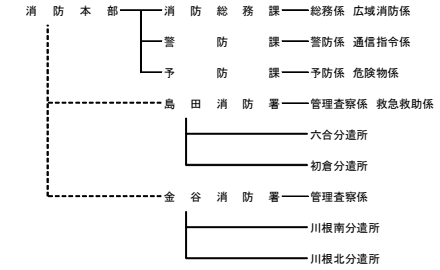 消防本部 消防総務課 総務係 広域消防係
警防課 警防係 通信指令係
予防課 予防係 危険物係
島田消防署 管理査察係 救急救助係
六合分遣所
初倉分遣所
金谷消防署 管理査察係
川根南分遣所
川根北分遣所